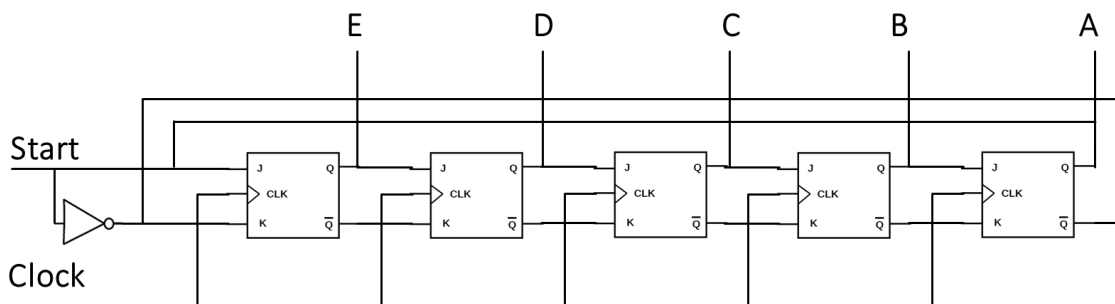 E D C B A
Start
J Q J Q J Q J Q J Q
CLK CLK CLK CLK CLK
K Q̅ K Q̅ K Q̅ K Q̅ K Q̅
Clock